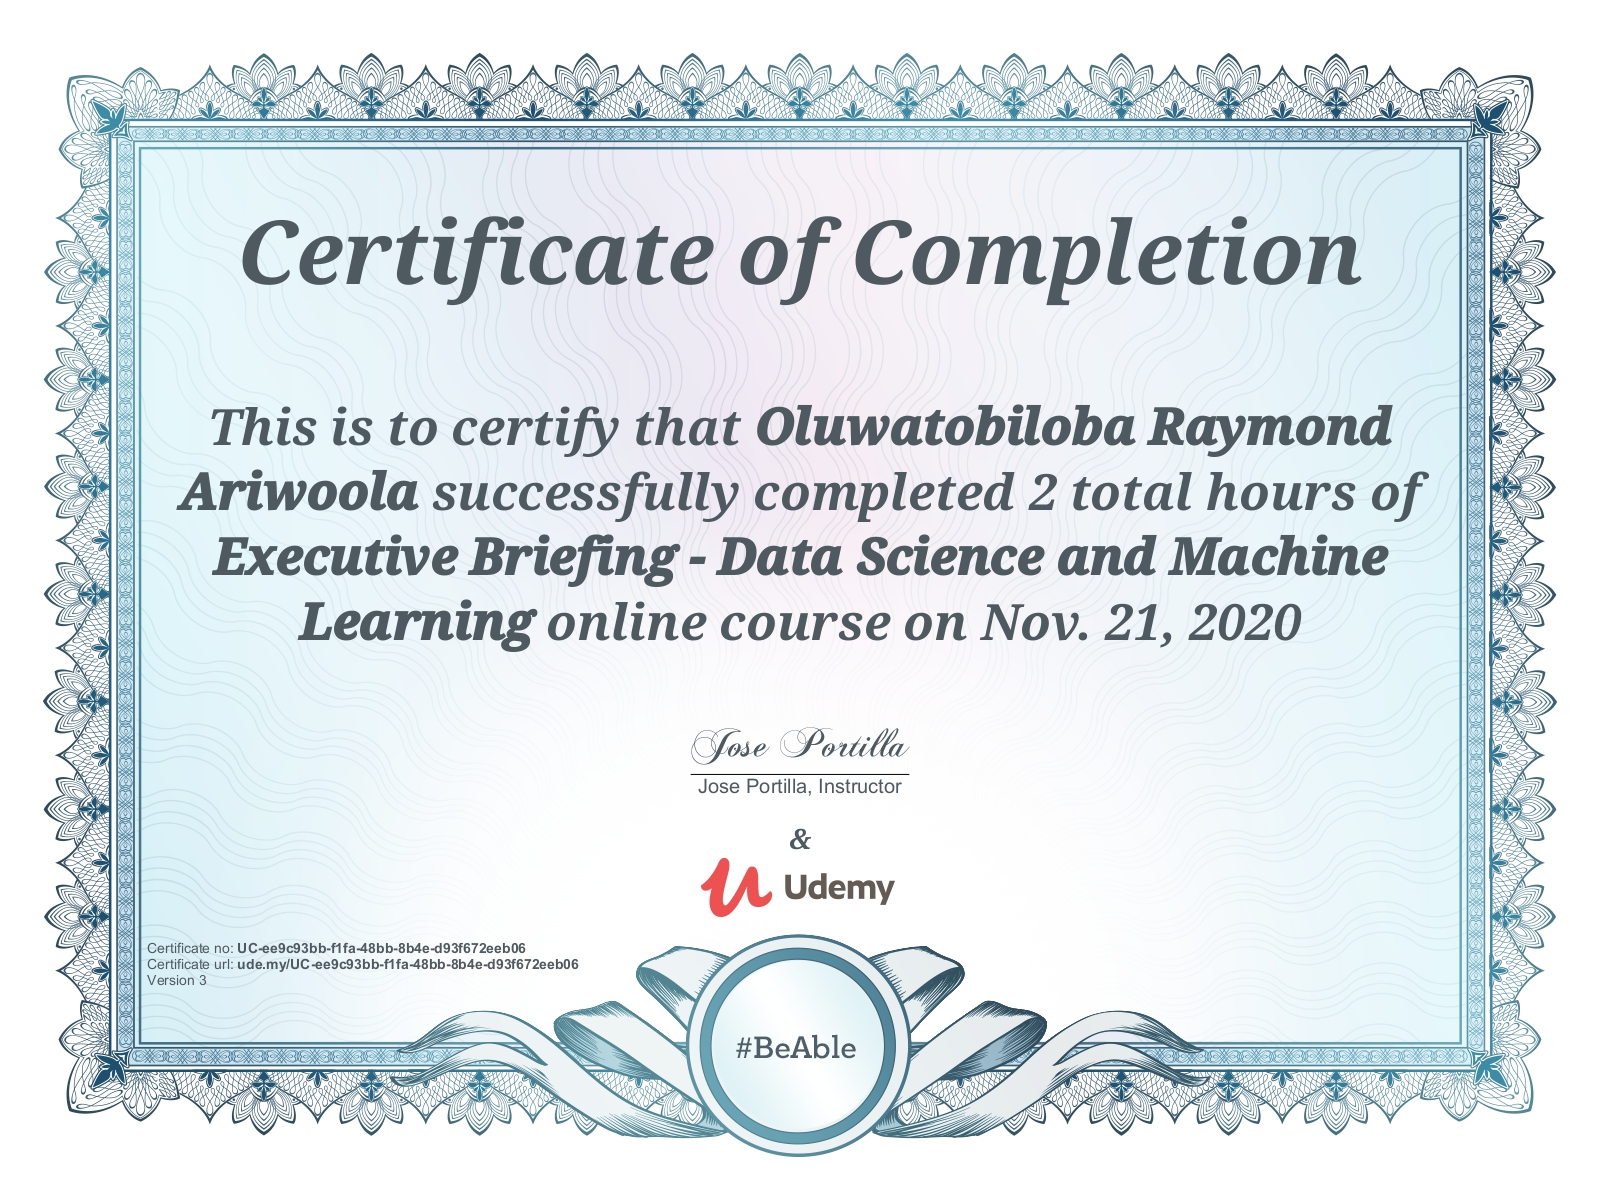 Certificate of Completion
This is to certify that Oluwatobiloba Raymond
Ariwoola successfully completed 2 total hours of
Executive Briefing - Data Science and Machine
Learning online course on Nov. 21, 2020
Jose Portilla
Jose Portilla, Instructor
&
Udemy
Certificate no: UC-ee9c93bb-f1fa-48bb-8b4e-d93f672eeb06
Certificate url: ude.my/UC-ee9c93bb-f1fa-48bb-8b4e-d93f672eeb06
Version 3
#BeAble